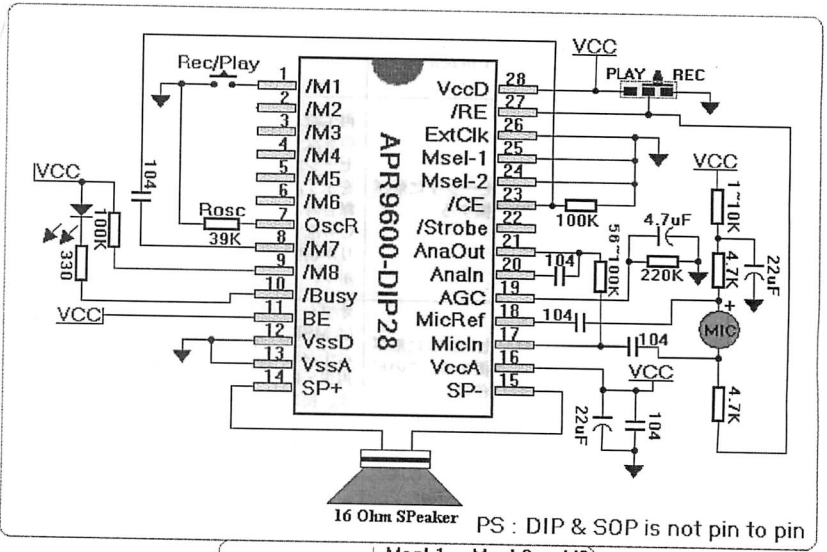 Rec/Play
VCC
PLAY REC
1 /M1
2 /M2
3 /M3
4 /M4
5 /M5
6 /M6
7 OscR
8 /M7
9 /M8
10 /Busy
11 BE
12 VssD
13 VssA
14 SP+
APR9600-DIP28
VccD 28
/RE 27
ExtClk 26
Msel-1 25
Msel-2 24
/CE 23
/Strobe 22
AnaOut 21
AnaIn 20
AGC 19
MicRef 18
MicIn 17
VccA 16
SP- 15
104
VCC
100K
330
Rosc
39K
VCC
100K
104
58~100K
4.7uF
220K
VCC
1~10K
4.7K
22uF
+
MIC
104
104
4.7K
VCC
22uF
104
16 Ohm SPeaker
PS : DIP & SOP is not pin to pin